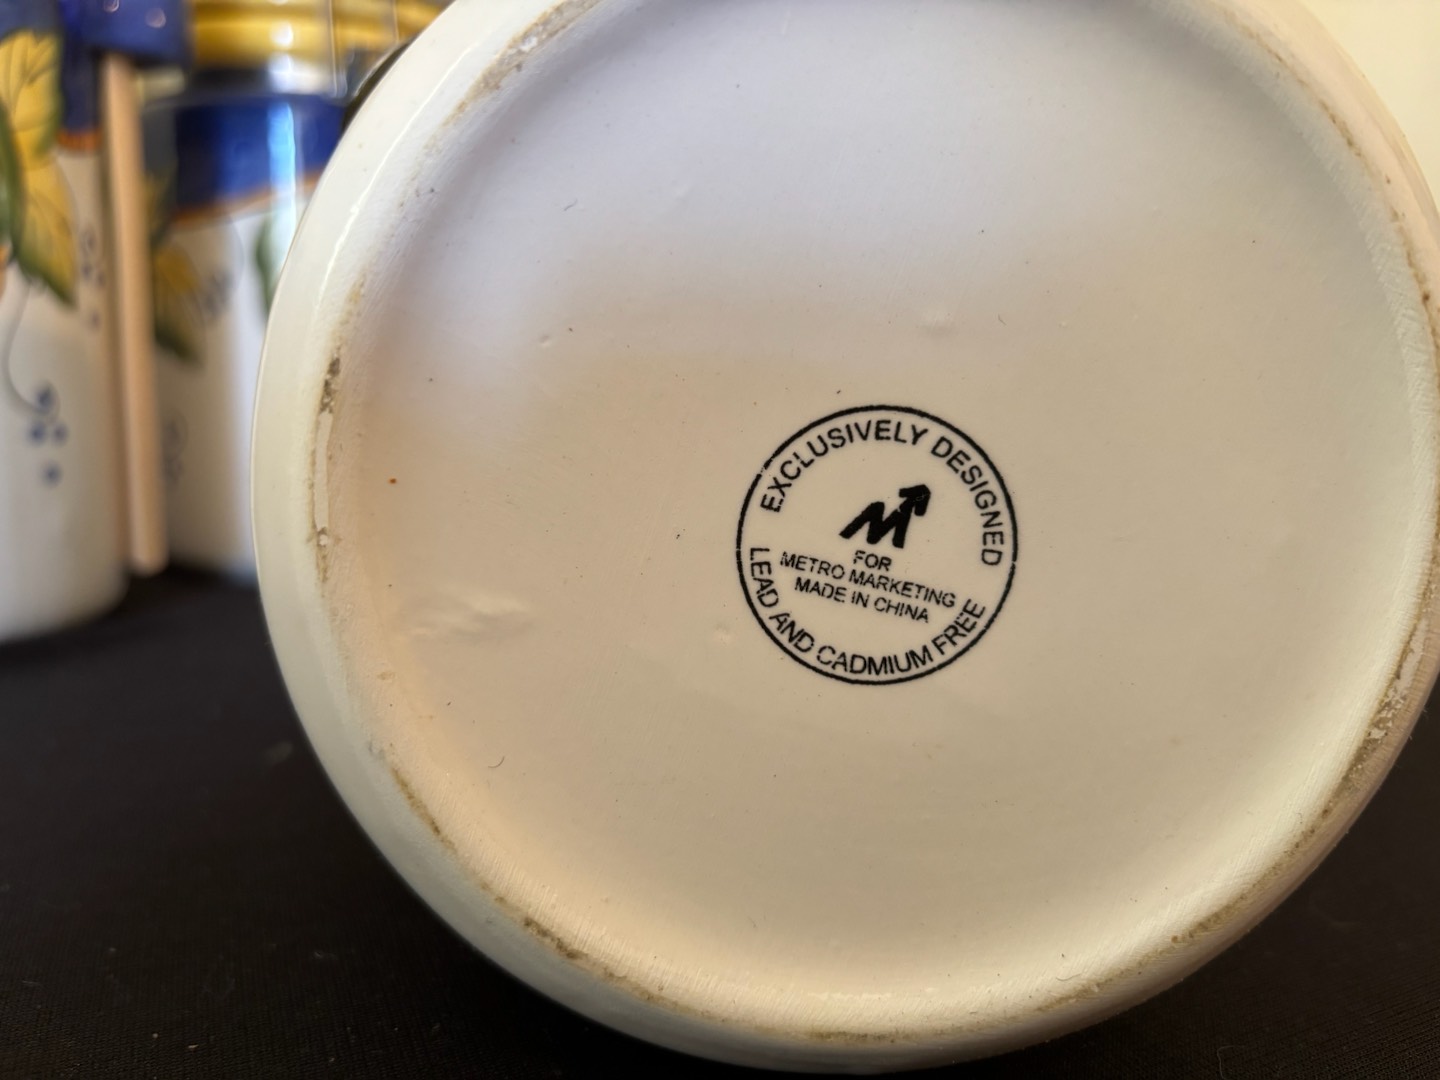 EXCLUSIVELY DESIGNED
FOR
METRO MARKETING
MADE IN CHINA
LEAD AND CADMIUM FREE